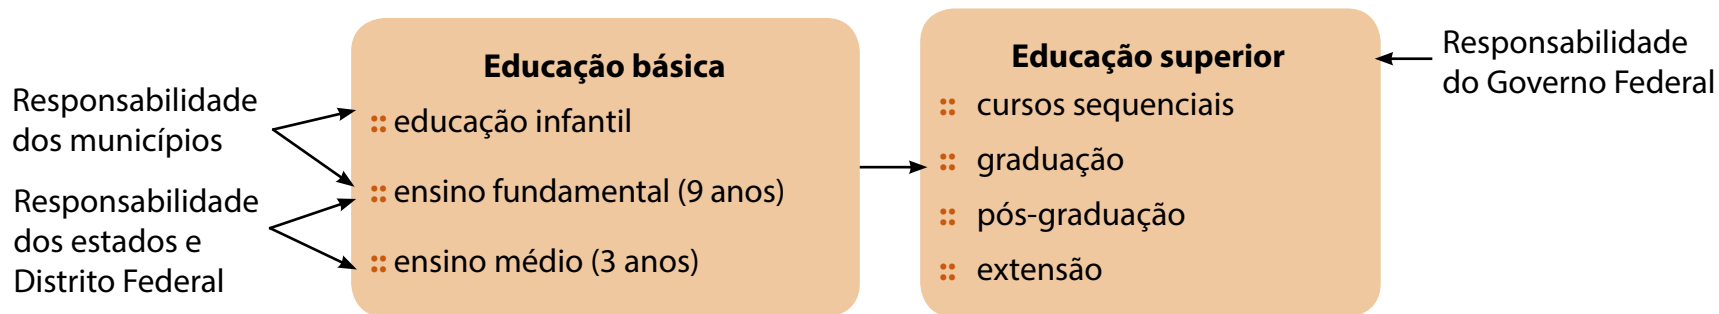 Responsabilidade
dos municípios
Responsabilidade
dos estados e
Distrito Federal
Educação básica
educação infantil
ensino fundamental (9 anos)
ensino médio (3 anos)
Educação superior
cursos sequenciais
graduação
pós-graduação
extensão
Responsabilidade
do Governo Federal